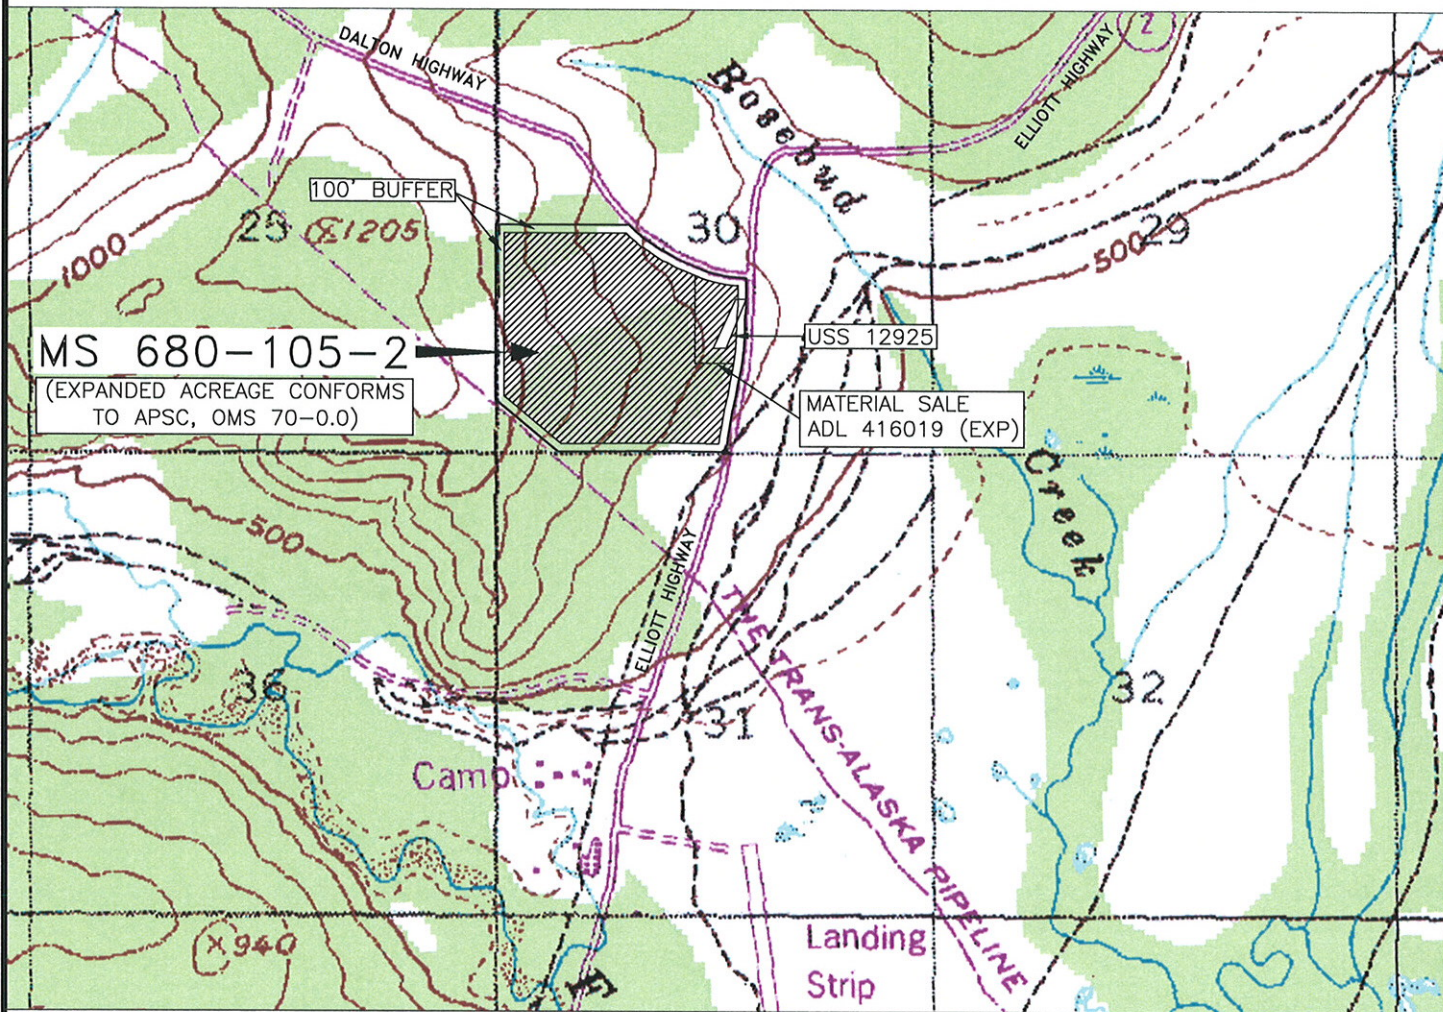 2
DALTON HIGHWAY
ELLIOTT HIGHWAY
Rosebud
100' BUFFER
25
1205
30
29
1000
500
MS 680-105-2
(EXPANDED ACREAGE CONFORMS
TO APSC, OMS 70-0.0)
USS 12925
MATERIAL SALE
ADL 416019 (EXP)
Creek
500
ELLIOTT HIGHWAY
THE TRANS-ALASKA PIPELINE
36
31
32
Camp
×940
Landing
Strip